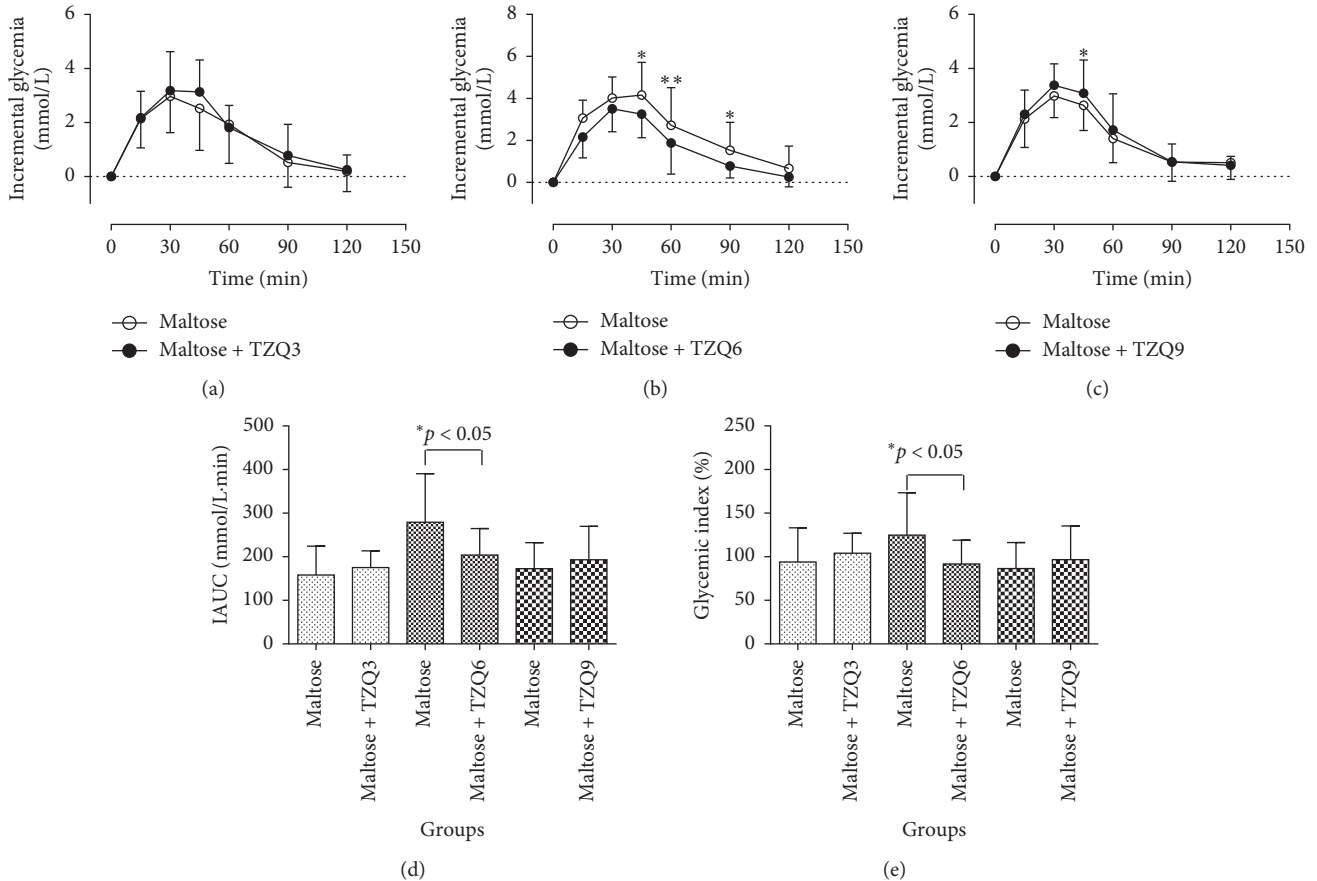 Incremental glycemia
(mmol/L)
6
4
2
0
0 30 60 90 120 150
Time (min)
Maltose
Maltose + TZQ3
(a)
Incremental glycemia
(mmol/L)
8
6
4
2
0
*
**
*
0 30 60 90 120 150
Time (min)
Maltose
Maltose + TZQ6
(b)
Incremental glycemia
(mmol/L)
6
4
2
0
*
0 30 60 90 120 150
Time (min)
Maltose
Maltose + TZQ9
(c)
IAUC (mmol/L·min)
500
400
300
200
100
0
*p < 0.05
Maltose
Maltose + TZQ3
Maltose
Maltose + TZQ6
Maltose
Maltose + TZQ9
Groups
(d)
Glycemic index (%)
250
200
150
100
50
0
*p < 0.05
Maltose
Maltose + TZQ3
Maltose
Maltose + TZQ6
Maltose
Maltose + TZQ9
Groups
(e)